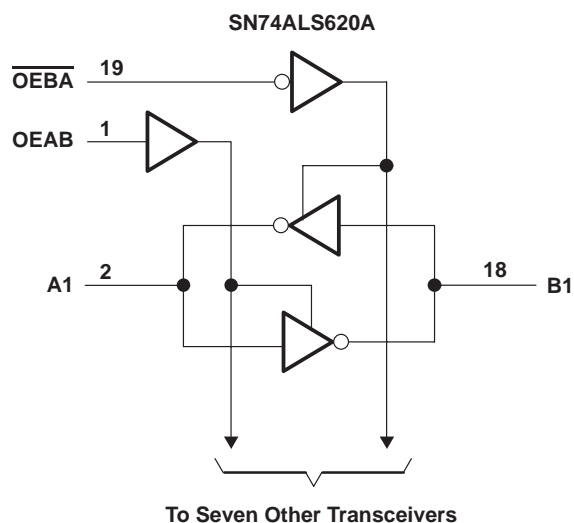 SN74ALS620A
OEBA 19
OEAB 1
A1 2
18 B1
To Seven Other Transceivers